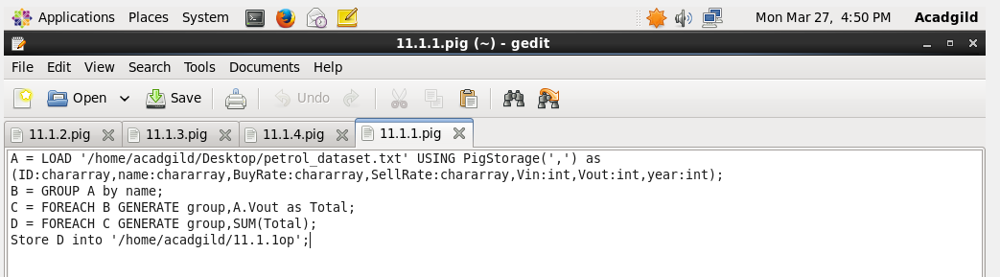 Applications Places System Mon Mar 27, 4:50 PM Acadgild
11.1.1.pig (~) - gedit
File Edit View Search Tools Documents Help
Open Save Undo
11.1.2.pig 11.1.3.pig 11.1.4.pig 11.1.1.pig
A = LOAD '/home/acadgild/Desktop/petrol_dataset.txt' USING PigStorage(',') as
(ID:chararray,name:chararray,BuyRate:chararray,SellRate:chararray,Vin:int,Vout:int,year:int);
B = GROUP A by name;
C = FOREACH B GENERATE group,A.Vout as Total;
D = FOREACH C GENERATE group,SUM(Total);
Store D into '/home/acadgild/11.1.1op';